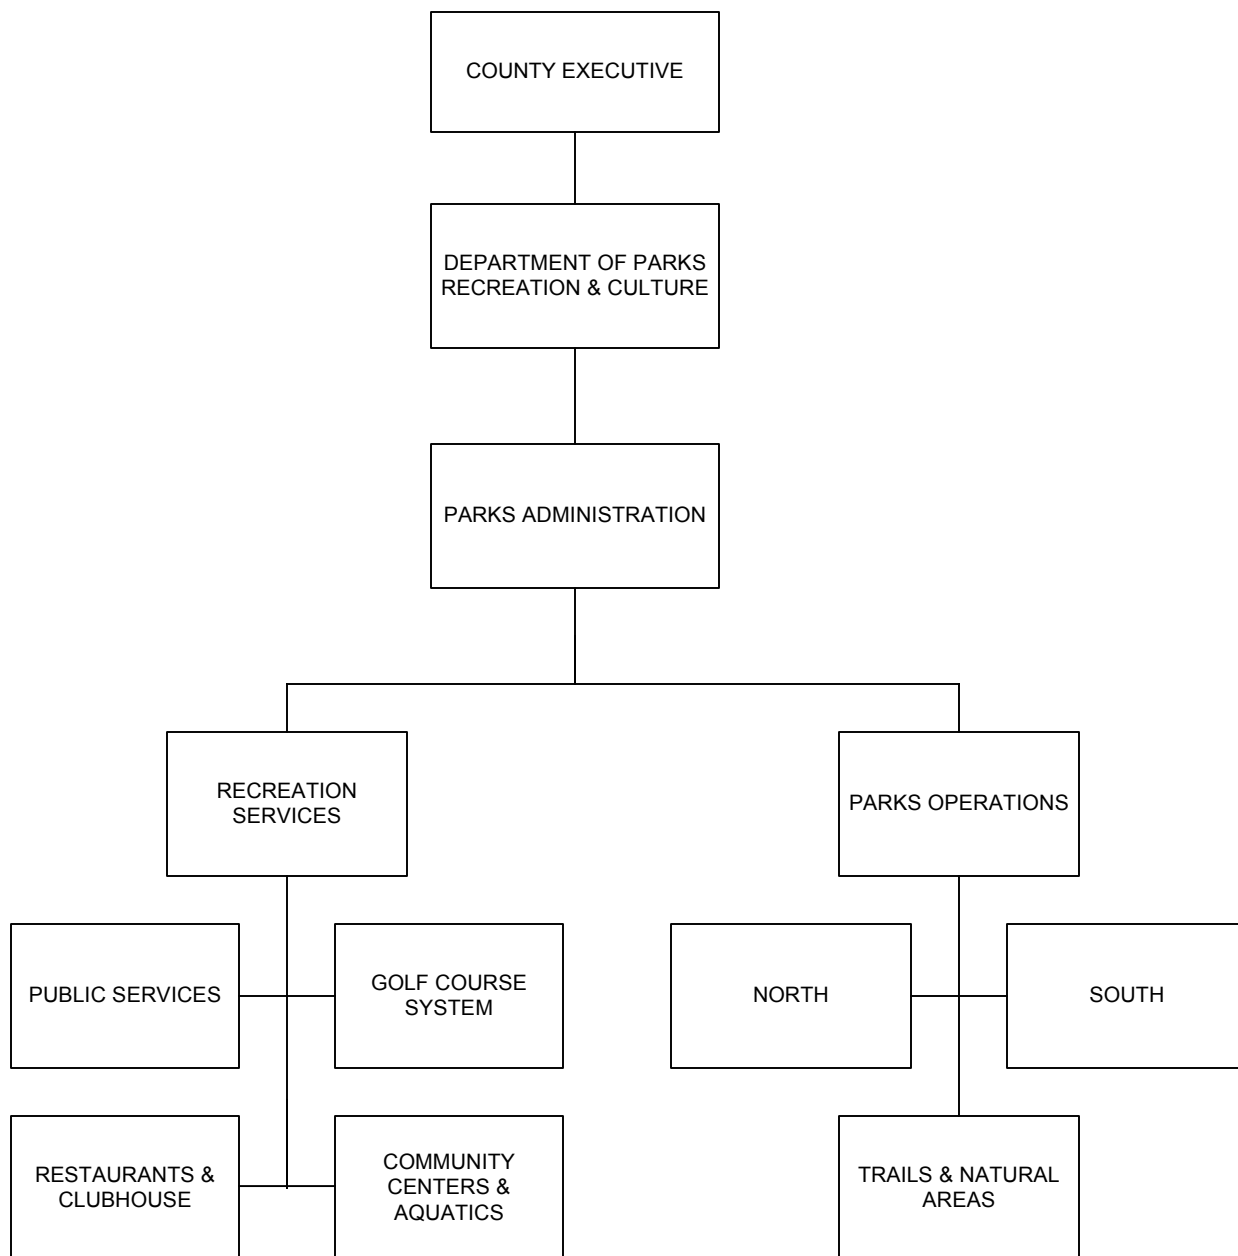 COUNTY EXECUTIVE
DEPARTMENT OF PARKS
RECREATION & CULTURE
PARKS ADMINISTRATION
RECREATION
SERVICES
PARKS OPERATIONS
PUBLIC SERVICES
GOLF COURSE
SYSTEM
NORTH
SOUTH
RESTAURANTS &
CLUBHOUSE
COMMUNITY
CENTERS &
AQUATICS
TRAILS & NATURAL
AREAS